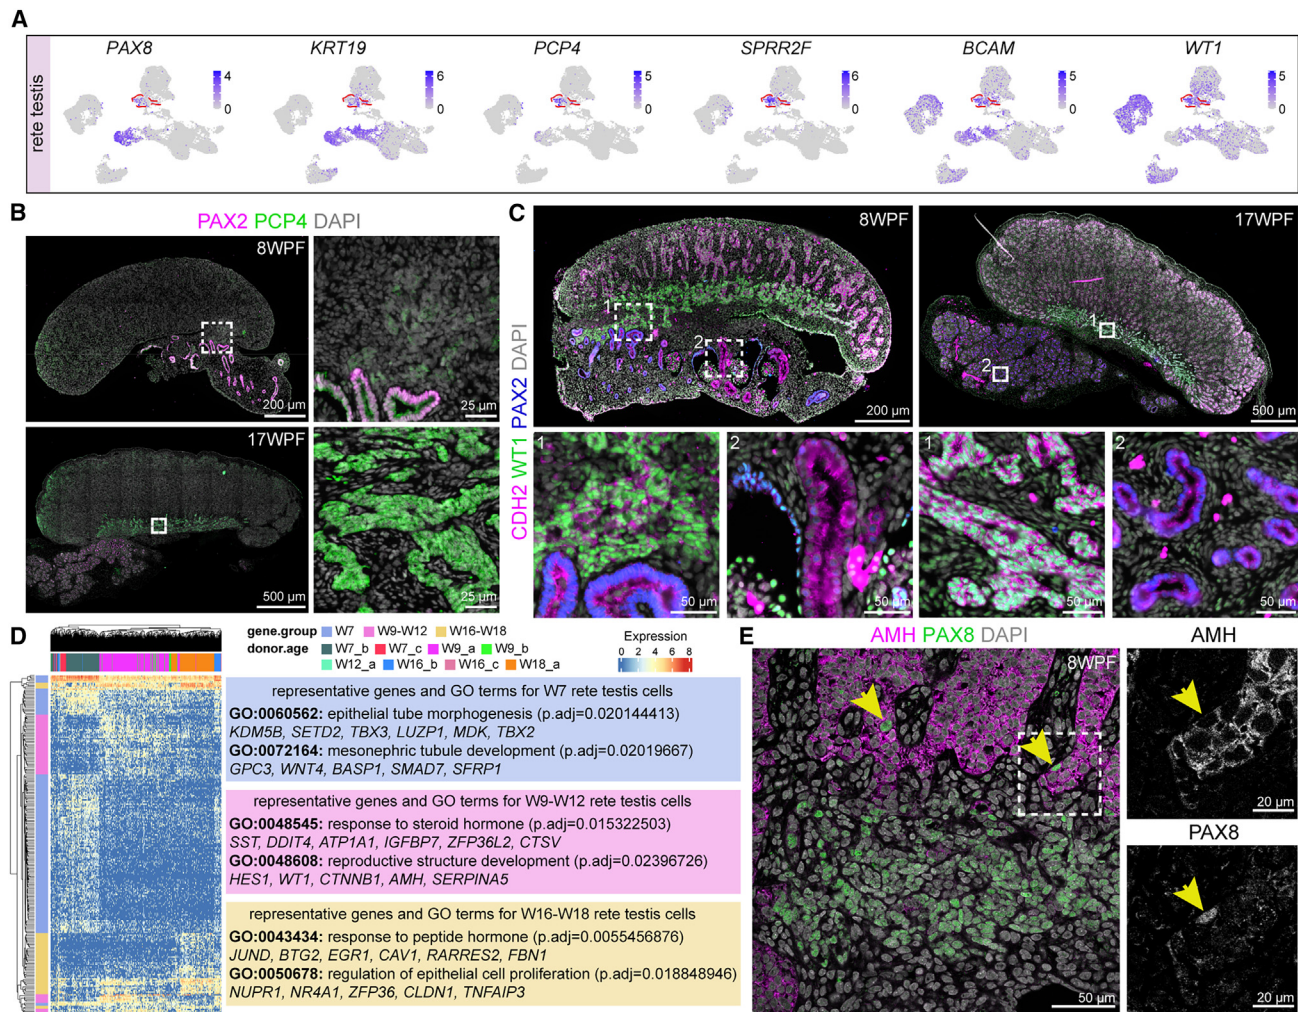 A
rete testis
PAX8 KRT19 PCP4 SPRR2F BCAM WT1
4 0 6 0 5 0 6 0 5 0 5 0
B
PAX2 PCP4 DAPI
8WPF
200 µm 25 µm
17WPF
500 µm 25 µm
C
CDH2 WT1 PAX2 DAPI
8WPF 17WPF
1 2 1 2
200 µm 500 µm
1 2 1 2
50 µm 50 µm 50 µm 50 µm
D
gene.group W7 W9-W12 W16-W18
donor.age W7_b W7_c W9_a W9_b
W12_a W16_b W16_c W18_a
Expression
0 2 4 6 8
representative genes and GO terms for W7 rete testis cells
GO:0060562: epithelial tube morphogenesis (p.adj=0.020144413)
KDM5B, SETD2, TBX3, LUZP1, MDK, TBX2
GO:0072164: mesonephric tubule development (p.adj=0.02019667)
GPC3, WNT4, BASP1, SMAD7, SFRP1
representative genes and GO terms for W9-W12 rete testis cells
GO:0048545: response to steroid hormone (p.adj=0.015322503)
SST, DDIT4, ATP1A1, IGFBP7, ZFP36L2, CTSV
GO:0048608: reproductive structure development (p.adj=0.02396726)
HES1, WT1, CTNNB1, AMH, SERPINA5
representative genes and GO terms for W16-W18 rete testis cells
GO:0043434: response to peptide hormone (p.adj=0.0055456876)
JUND, BTG2, EGR1, CAV1, RARRES2, FBN1
GO:0050678: regulation of epithelial cell proliferation (p.adj=0.018848946)
NUPR1, NR4A1, ZFP36, CLDN1, TNFAIP3
E
AMH PAX8 DAPI
8WPF
50 µm
AMH
20 µm
PAX8
20 µm